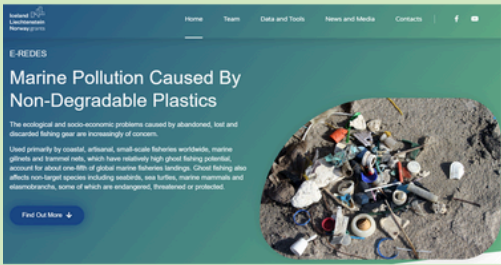 Iceland
Liechtenstein
Norway grants
Home Team Data and Tools News and Media Contacts
E-REDES
Marine Pollution Caused By
Non-Degradable Plastics
The ecological and socio-economic problems caused by abandoned, lost and
discarded fishing gear are increasingly of concern.
Used primarily by coastal, artisanal, small-scale fisheries worldwide, marine
gillnets and trammel nets, which have relatively high ghost fishing potential,
account for about one-fifth of global marine fisheries landings. Ghost fishing also
affects non-target species including seabirds, sea turtles, marine mammals and
elasmobranchs, some of which are endangered, threatened or protected.
Find Out More